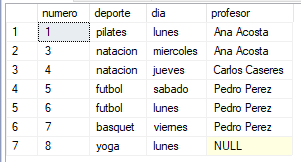 numero deporte dia profesor
1 1 pilates lunes Ana Acosta
2 3 natacion miercoles Ana Acosta
3 4 natacion jueves Carlos Caseres
4 5 futbol sabado Pedro Perez
5 6 futbol lunes Pedro Perez
6 7 basquet viernes Pedro Perez
7 8 yoga lunes NULL